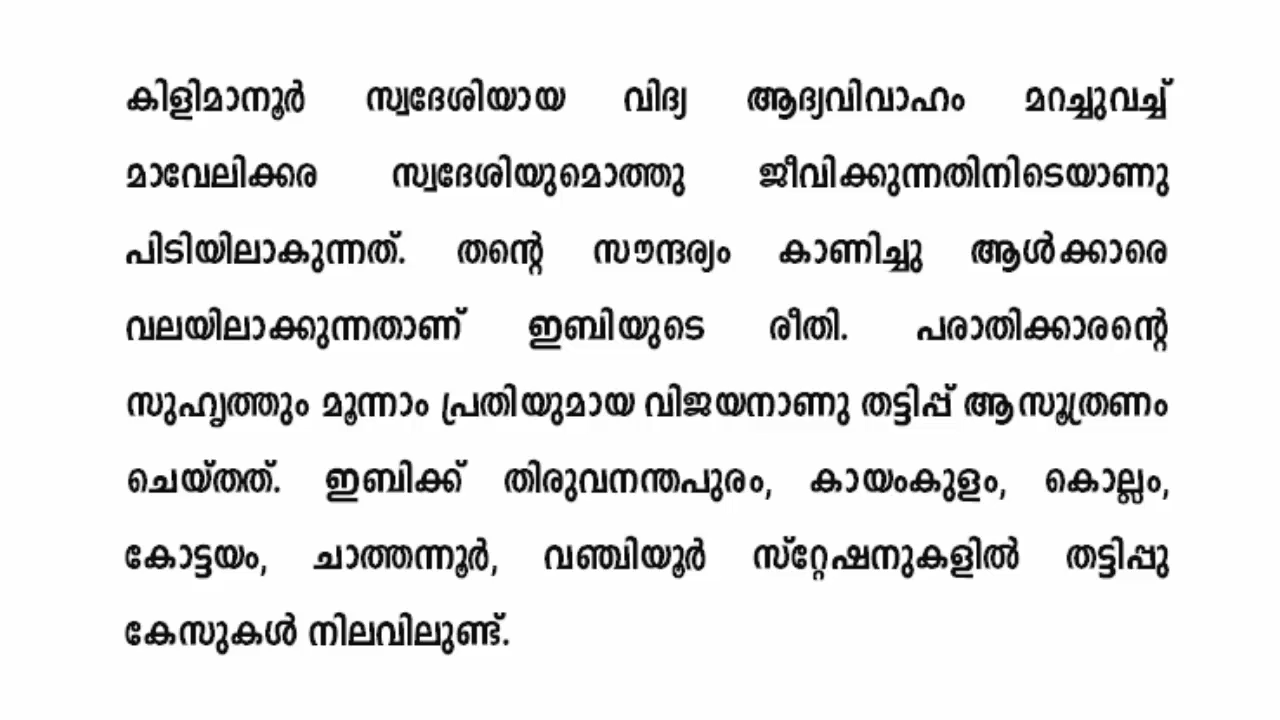 കിളിമാനൂർ സ്വദേശിയായ വിദ്യ ആദ്യവിവാഹം മറച്ചുവച്ച്
മാവേലിക്കര സ്വദേശിയുമൊത്തു ജീവിക്കുന്നതിനിടെയാണു
പിടിയിലാകുന്നത്. തന്റെ സൗന്ദര്യം കാണിച്ചു ആൾക്കാരെ
വലയിലാക്കുന്നതാണ് ഇബിയുടെ രീതി. പരാതിക്കാരന്റെ
സുഹൃത്തും മൂന്നാം പ്രതിയുമായ വിജയനാണു തട്ടിപ്പ് ആസൂത്രണം
ചെയ്തത്. ഇബിക്ക് തിരുവനന്തപുരം, കായംകുളം, കൊല്ലം,
കോട്ടയം, ചാത്തന്നൂർ, വഞ്ചിയൂർ സ്റ്റേഷനുകളിൽ തട്ടിപ്പു
കേസുകൾ നിലവിലുണ്ട്.